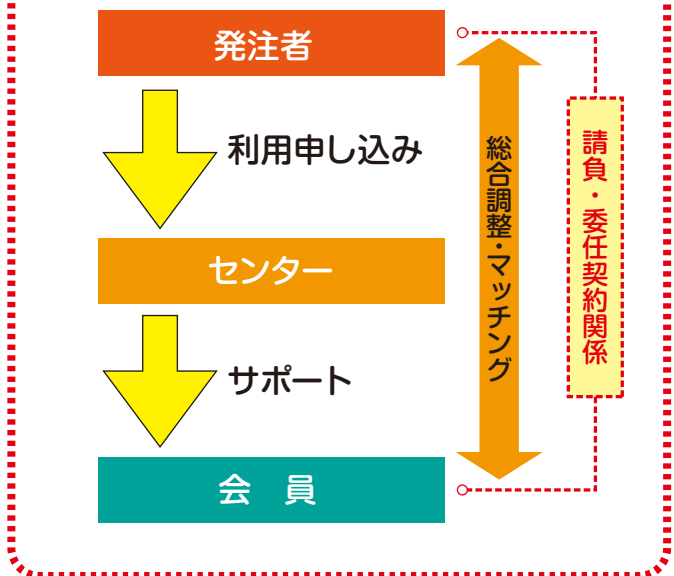 発注者
利用申し込み
センター
サポート
会　員
総合調整・マッチング
請負・委任契約関係